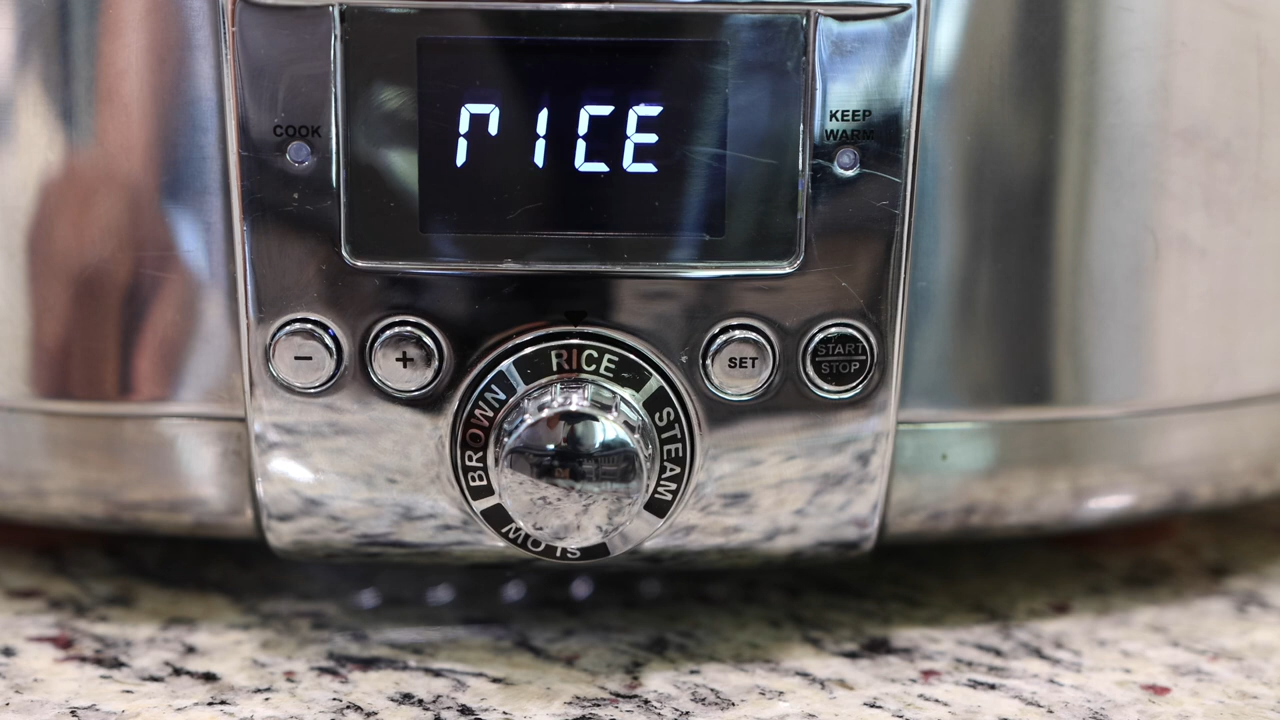 COOK
RICE
KEEP
WARM
-
+
RICE
SET
START
STOP
BROWN
STEAM
SLOW